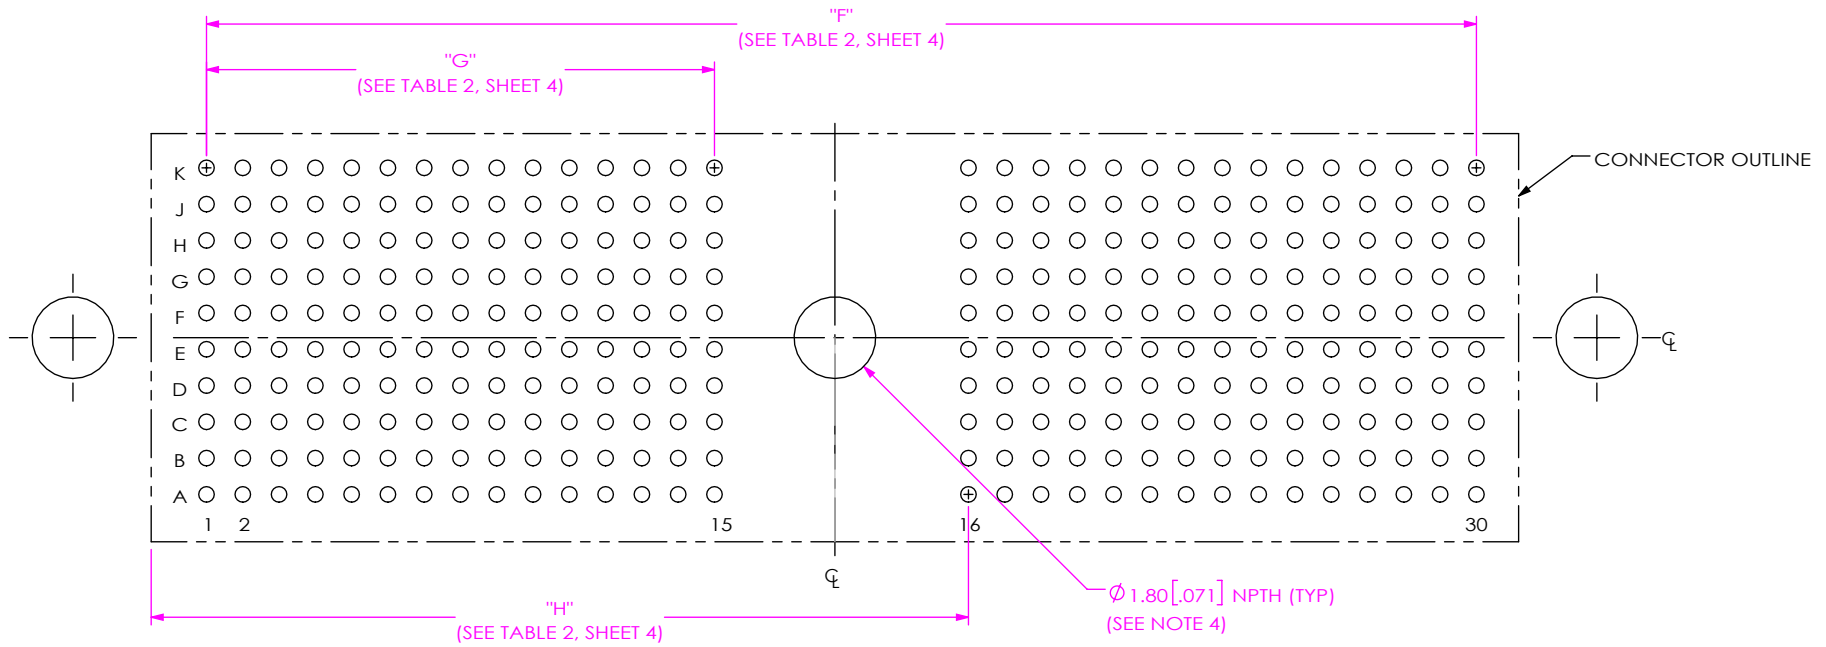 "F"
(SEE TABLE 2, SHEET 4)
"G"
(SEE TABLE 2, SHEET 4)
CONNECTOR OUTLINE
K
J
H
G
F
E
D
C
B
A
1 2 15 16 30
℄
℄
"H"
(SEE TABLE 2, SHEET 4)
Ø 1.80 [.071] NPTH (TYP)
(SEE NOTE 4)